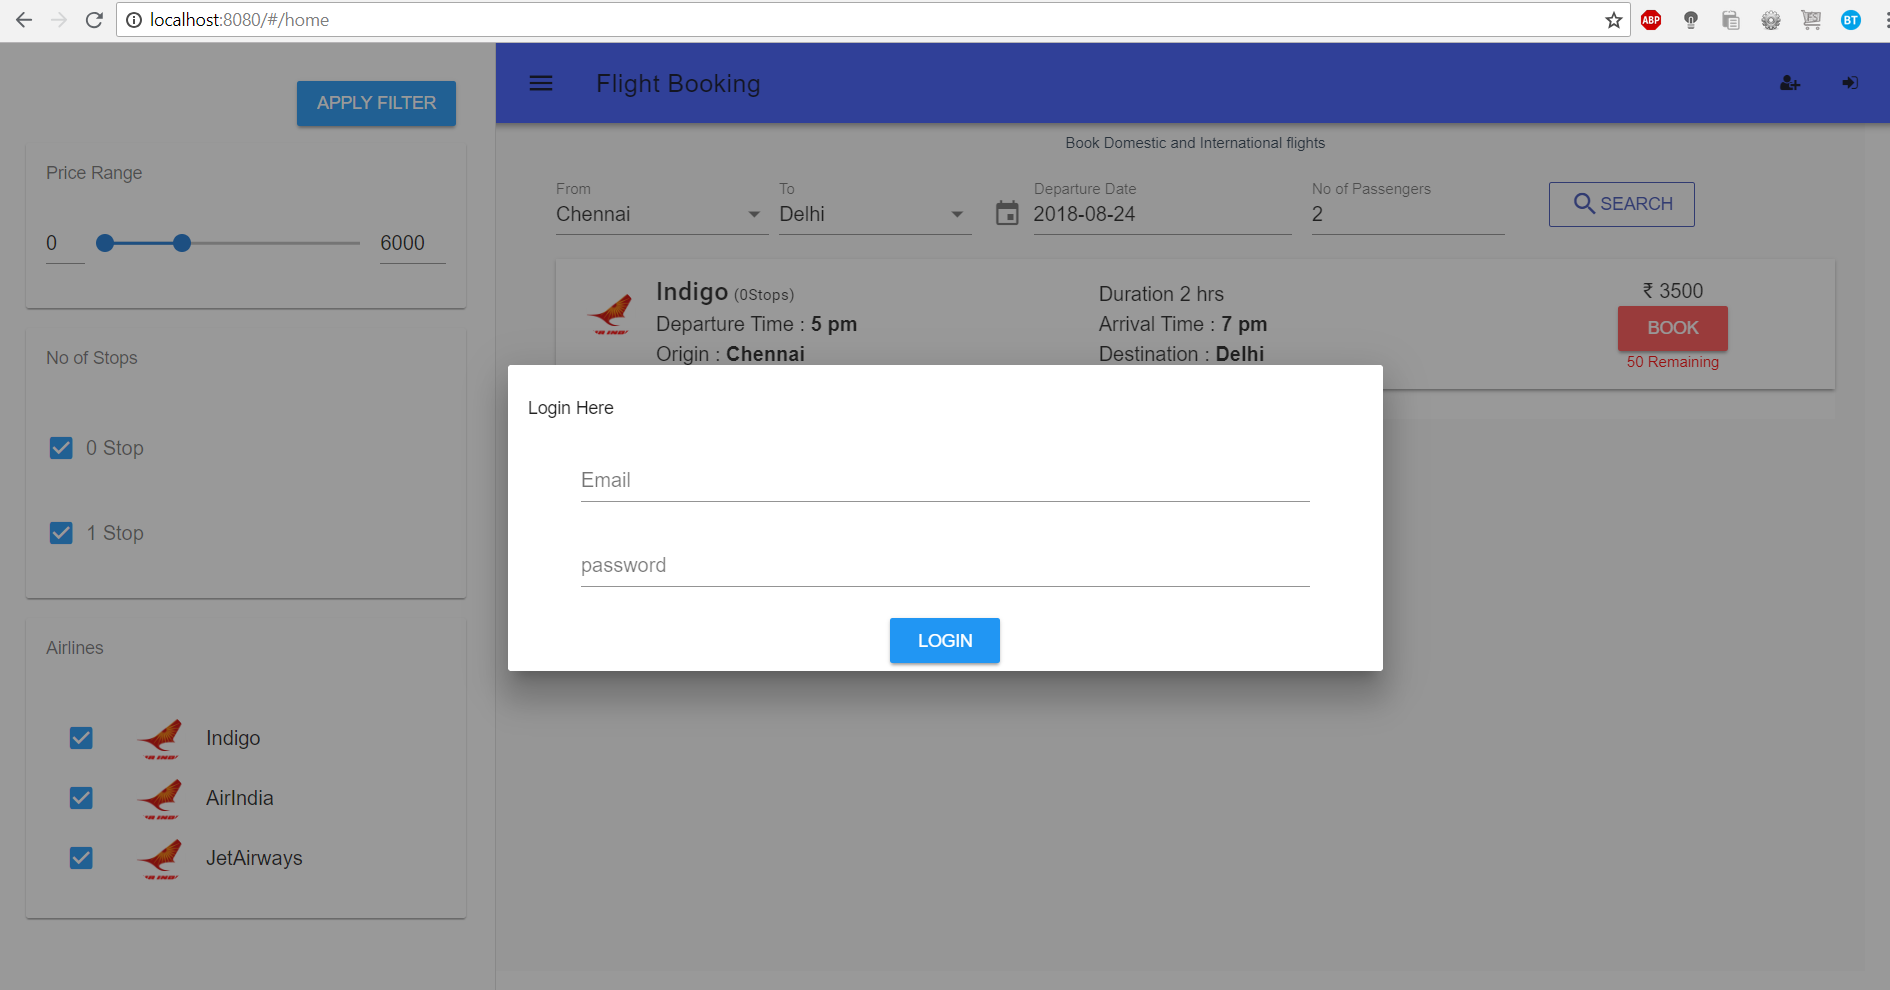 localhost:8080/#/home
ABP
BT
APPLY FILTER
Price Range
0
6000
No of Stops
0 Stop
1 Stop
Airlines
Indigo
AirIndia
JetAirways
Flight Booking
Book Domestic and International flights
From
To
Departure Date
No of Passengers
Chennai
Delhi
2018-08-24
2
SEARCH
Indigo (0Stops)
Duration 2 hrs
₹ 3500
Departure Time : 5 pm
Arrival Time : 7 pm
BOOK
Origin : Chennai
Destination : Delhi
50 Remaining
Login Here
Email
password
LOGIN